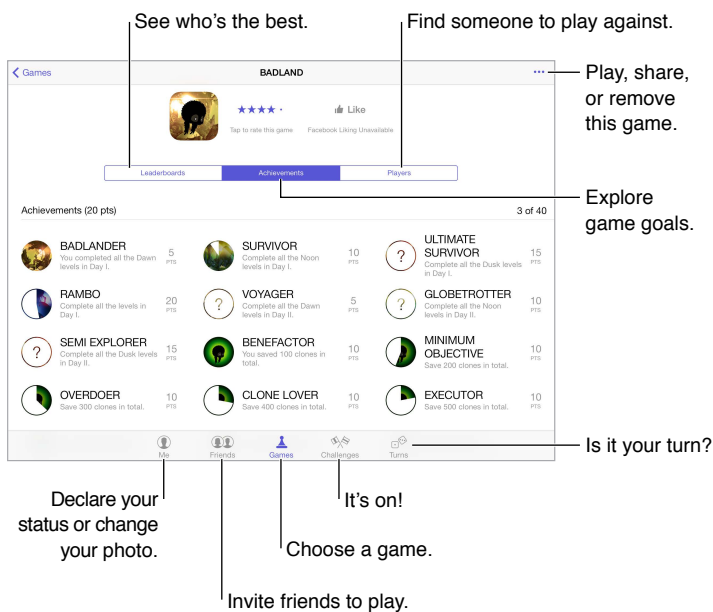 See who's the best.
Find someone to play against.
Games
BADLAND
Play, share,
or remove
this game.
Like
Tap to rate this game
Facebook Liking Unavailable
Leaderboards
Achievements
Players
Explore
game goals.
Achievements (20 pts)
3 of 40
BADLANDER
You completed all the Dawn
levels in Day I.
5
PTS
SURVIVOR
Complete all the Noon
levels in Day I.
10
PTS
ULTIMATE
SURVIVOR
Complete all the Dusk levels
in Day I.
15
PTS
RAMBO
Complete all the levels in
Day I.
20
PTS
?
VOYAGER
Complete all the Dawn
levels in Day II.
5
PTS
?
GLOBETROTTER
Complete all the Noon
levels in Day II.
10
PTS
?
SEMI EXPLORER
Complete all the Dusk levels
in Day II.
15
PTS
?
BENEFACTOR
You saved 100 clones in
total.
10
PTS
MINIMUM
OBJECTIVE
Save 200 clones in total.
10
PTS
OVERDOER
Save 300 clones in total.
10
PTS
CLONE LOVER
Save 400 clones in total.
10
PTS
EXECUTOR
Save 500 clones in total.
10
PTS
Me
Friends
Games
Challenges
Turns
Is it your turn?
Declare your
status or change
your photo.
It's on!
Choose a game.
Invite friends to play.